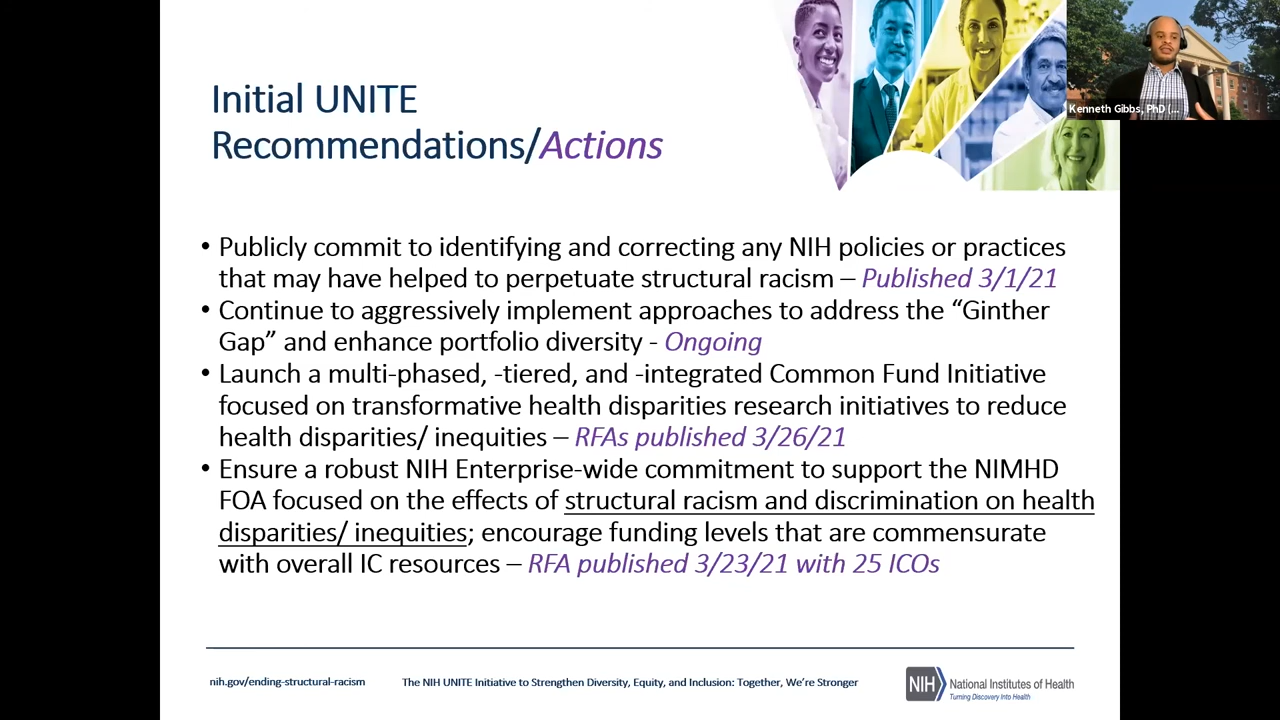 Initial UNITE
Recommendations/Actions
Kenneth Gibbs, PhD (...
• Publicly commit to identifying and correcting any NIH policies or practices
that may have helped to perpetuate structural racism – Published 3/1/21
• Continue to aggressively implement approaches to address the “Ginther
Gap” and enhance portfolio diversity - Ongoing
• Launch a multi-phased, -tiered, and -integrated Common Fund Initiative
focused on transformative health disparities research initiatives to reduce
health disparities/ inequities – RFAs published 3/26/21
• Ensure a robust NIH Enterprise-wide commitment to support the NIMHD
FOA focused on the effects of structural racism and discrimination on health
disparities/ inequities; encourage funding levels that are commensurate
with overall IC resources – RFA published 3/23/21 with 25 ICOs
nih.gov/ending-structural-racism
The NIH UNITE Initiative to Strengthen Diversity, Equity, and Inclusion: Together, We’re Stronger
NIH National Institutes of Health
Turning Discovery Into Health